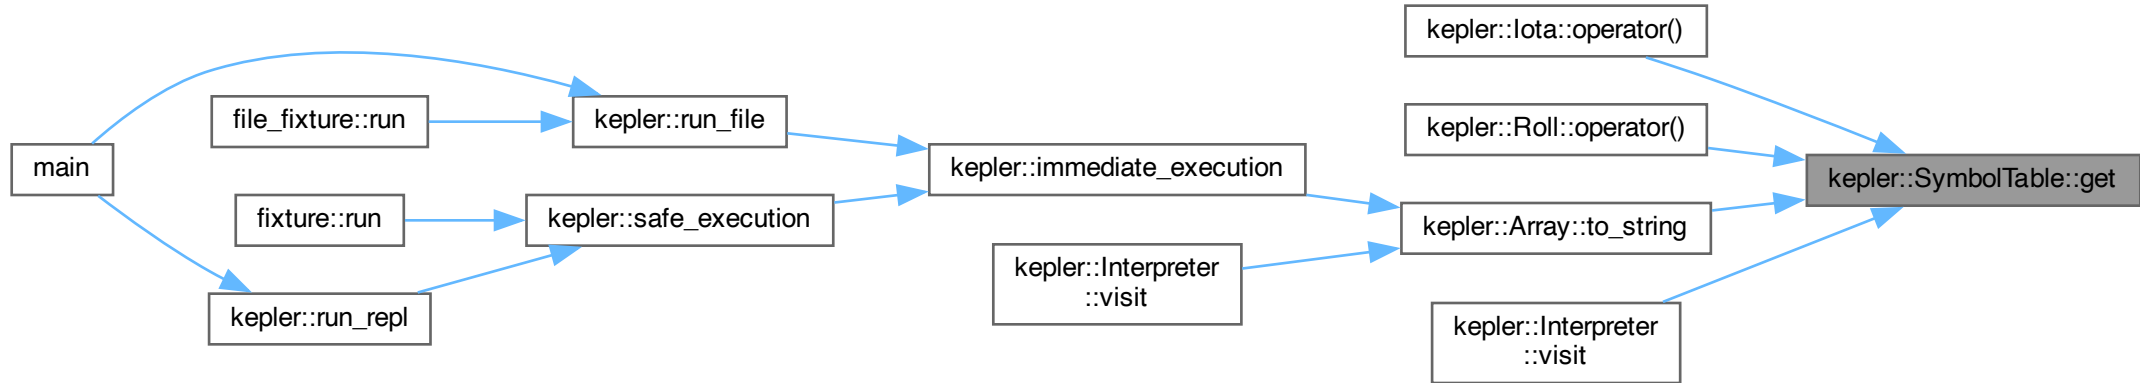 kepler::Iota::operator()
file_fixture::run
kepler::run_file
kepler::Roll::operator()
main
kepler::immediate_execution
kepler::SymbolTable::get
fixture::run
kepler::safe_execution
kepler::Array::to_string
kepler::Interpreter
::visit
kepler::run_repl
kepler::Interpreter
::visit